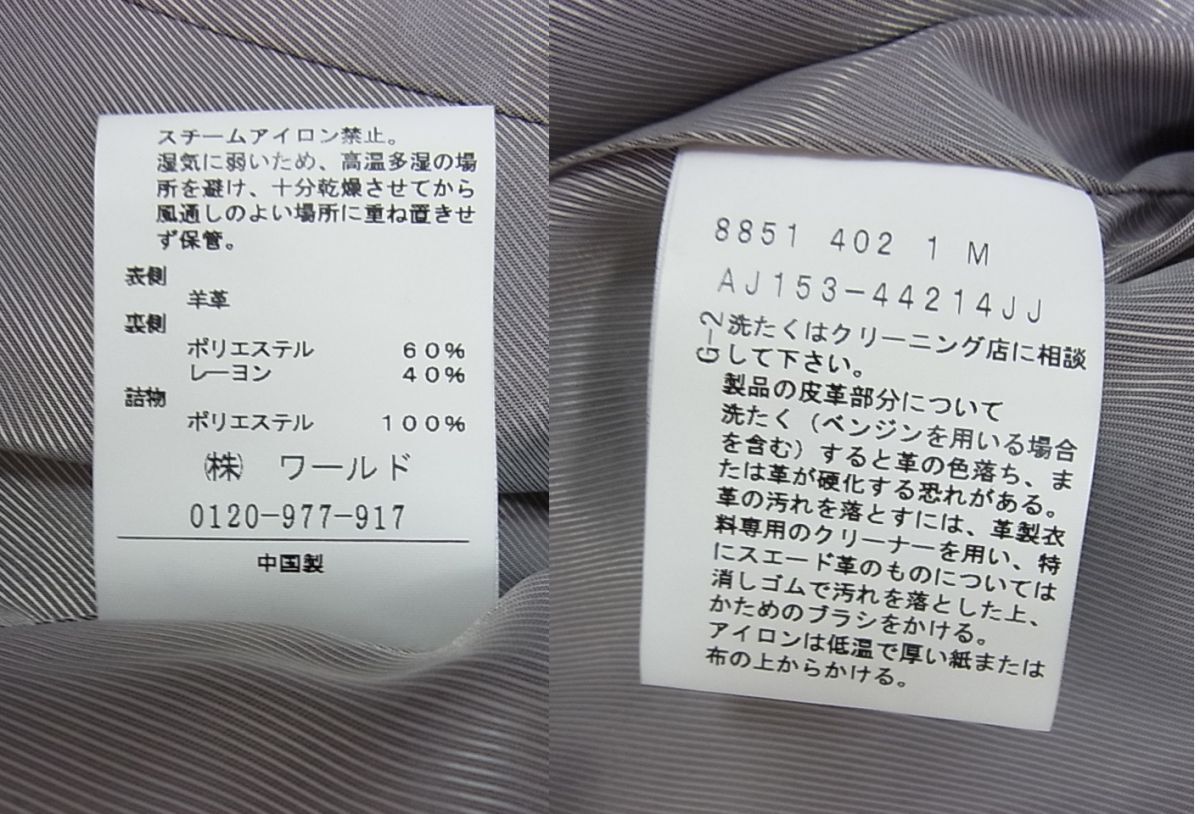 スチームアイロン禁止。
湿気に弱いため、高温多湿の場
所を避け、十分乾燥させてから
風通しのよい場所に重ね置きせ
ず保管。
表側
羊革
裏側
ポリエステル 60%
レーヨン 40%
詰物
ポリエステル 100%
㈱ ワールド
0120-977-917
中国製
8851 402 1 M
AJ153-44214JJ
G-2
洗たくはクリーニング店に相談
して下さい。
製品の皮革部分について
洗たく(ベンジンを用いる場合
を含む)すると革の色落ち、ま
たは革が硬化する恐れがある。
革の汚れを落とすには、革製衣
料専用のクリーナーを用い、特
にスエード革のものについては
消しゴムで汚れを落とした上、
かためのブラシをかける。
アイロンは低温で厚い紙または
布の上からかける。